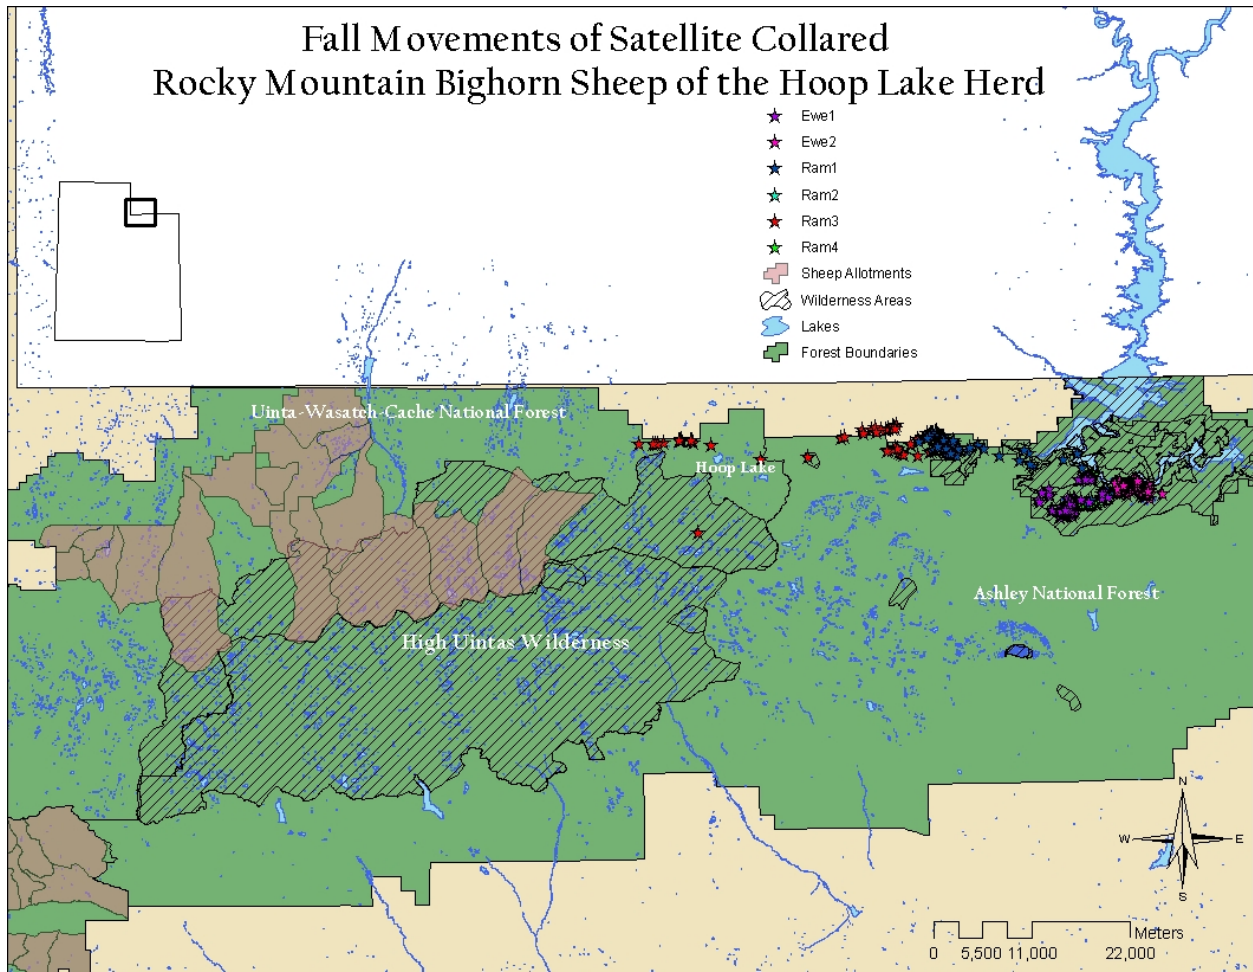 Fall Movements of Satellite Collared
Rocky Mountain Bighorn Sheep of the Hoop Lake Herd
Ewe1
Ewe2
Ram1
Ram2
Ram3
Ram4
Sheep Allotments
Wilderness Areas
Lakes
Forest Boundaries
Uinta-Wasatch-Cache National Forest
Hoop Lake
Ashley National Forest
High Uintas Wilderness
N
W E
S
Meters
0 5,500 11,000 22,000